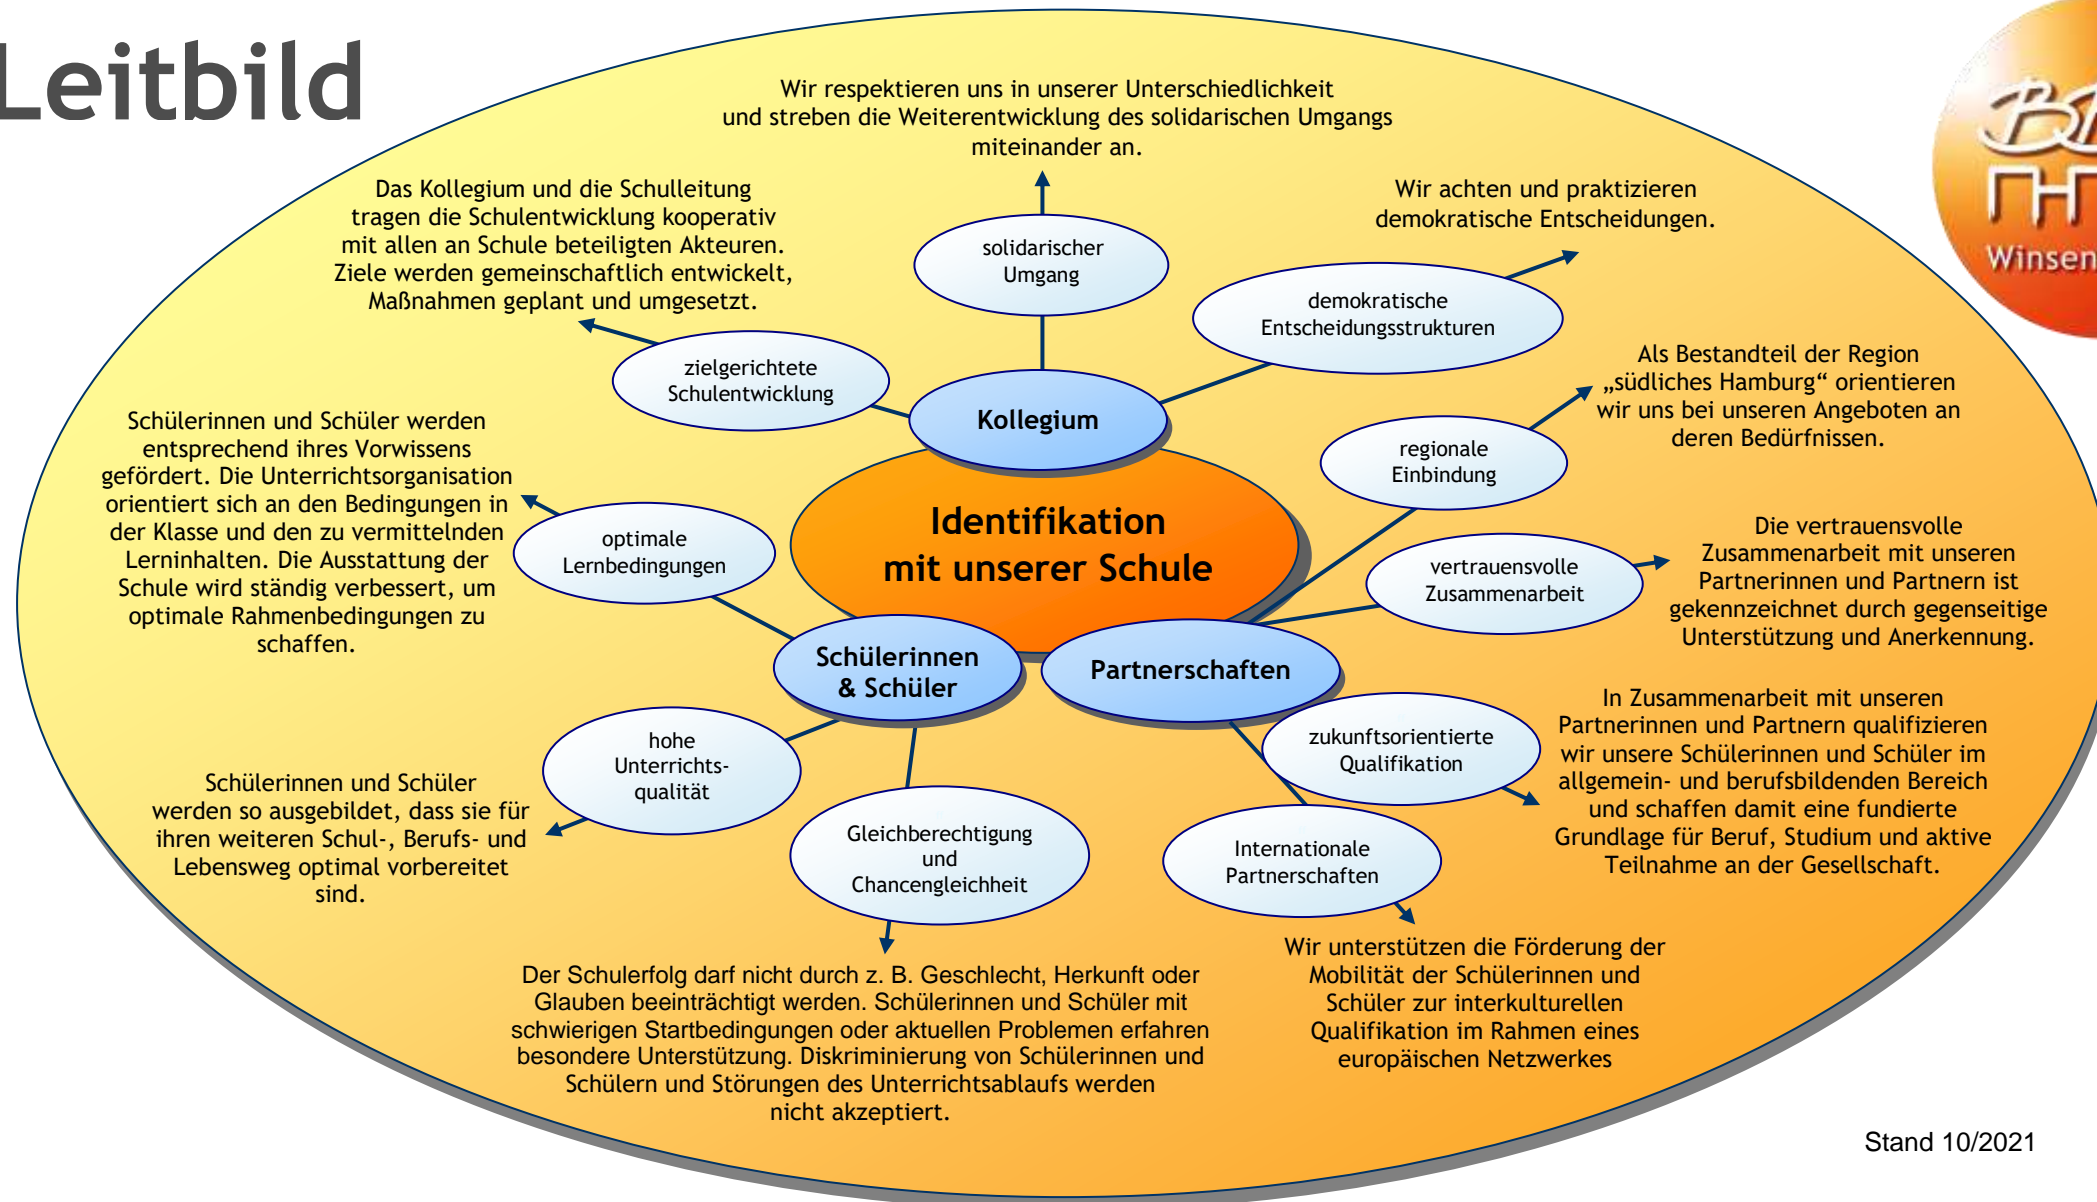 Leitbild
Wir respektieren uns in unserer Unterschiedlichkeit
und streben die Weiterentwicklung des solidarischen Umgangs
miteinander an.
Das Kollegium und die Schulleitung
tragen die Schulentwicklung kooperativ
mit allen an Schule beteiligten Akteuren.
Ziele werden gemeinschaftlich entwickelt,
Maßnahmen geplant und umgesetzt.
Wir achten und praktizieren
demokratische Entscheidungen.
Winsen
solidarischer
Umgang
demokratische
Entscheidungsstrukturen
zielgerichtete
Schulentwicklung
Kollegium
Als Bestandteil der Region
„südliches Hamburg“ orientieren
wir uns bei unseren Angeboten an
deren Bedürfnissen.
regionale
Einbindung
Schülerinnen und Schüler werden
entsprechend ihres Vorwissens
gefördert. Die Unterrichtsorganisation
orientiert sich an den Bedingungen in
der Klasse und den zu vermittelnden
Lerninhalten. Die Ausstattung der
Schule wird ständig verbessert, um
optimale Rahmenbedingungen zu
schaffen.
optimale
Lernbedingungen
Identifikation
mit unserer Schule
vertrauensvolle
Zusammenarbeit
Die vertrauensvolle
Zusammenarbeit mit unseren
Partnerinnen und Partnern ist
gekennzeichnet durch gegenseitige
Unterstützung und Anerkennung.
Schülerinnen
& Schüler
Partnerschaften
hohe
Unterrichts-
qualität
zukunftsorientierte
Qualifikation
In Zusammenarbeit mit unseren
Partnerinnen und Partnern qualifizieren
wir unsere Schülerinnen und Schüler im
allgemein- und berufsbildenden Bereich
und schaffen damit eine fundierte
Grundlage für Beruf, Studium und aktive
Teilnahme an der Gesellschaft.
Schülerinnen und Schüler
werden so ausgebildet, dass sie für
ihren weiteren Schul-, Berufs- und
Lebensweg optimal vorbereitet
sind.
Gleichberechtigung
und
Chancengleichheit
Internationale
Partnerschaften
Der Schulerfolg darf nicht durch z. B. Geschlecht, Herkunft oder
Glauben beeinträchtigt werden. Schülerinnen und Schüler mit
schwierigen Startbedingungen oder aktuellen Problemen erfahren
besondere Unterstützung. Diskriminierung von Schülerinnen und
Schülern und Störungen des Unterrichtsablaufs werden
nicht akzeptiert.
Wir unterstützen die Förderung der
Mobilität der Schülerinnen und
Schüler zur interkulturellen
Qualifikation im Rahmen eines
europäischen Netzwerkes
Stand 10/2021